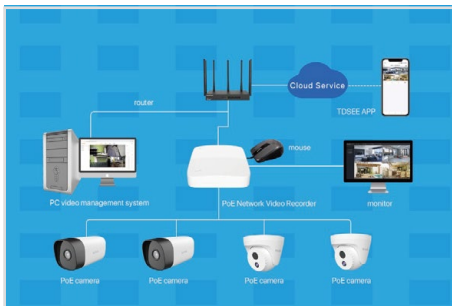 Cloud Service
TDSEE APP
router
mouse
PC video management system
PoE Network Video Recorder
monitor
PoE camera
PoE camera
PoE camera
PoE camera